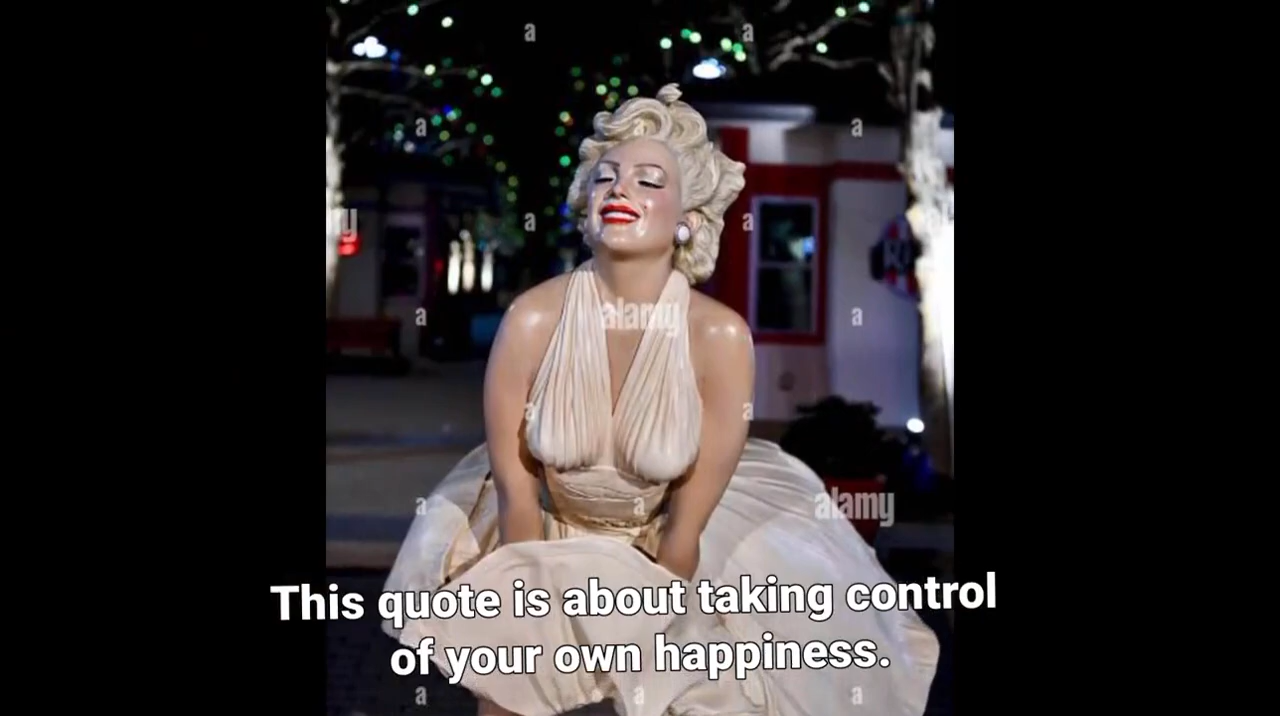 alamy
alamy
This quote is about taking control
of your own happiness.